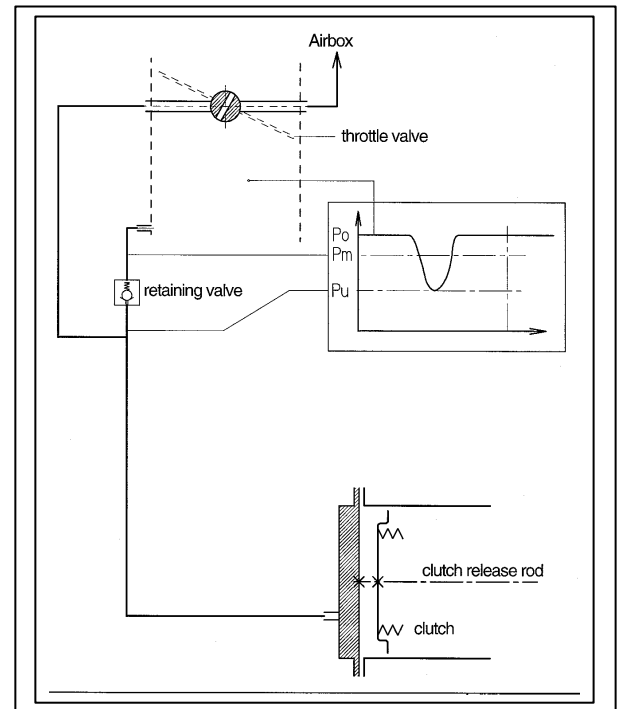 Airbox
throttle valve
Po
Pm
retaining valve
Pu
clutch release rod
clutch